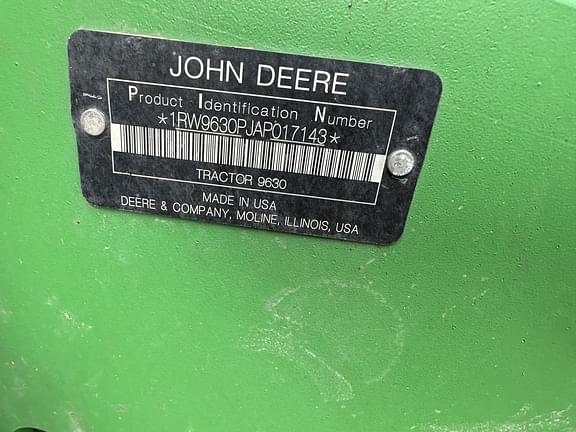 JOHN DEERE
Product Identification Number
*1RW9630PJAP017143*
TRACTOR 9630
MADE IN USA
DEERE & COMPANY, MOLINE, ILLINOIS, USA